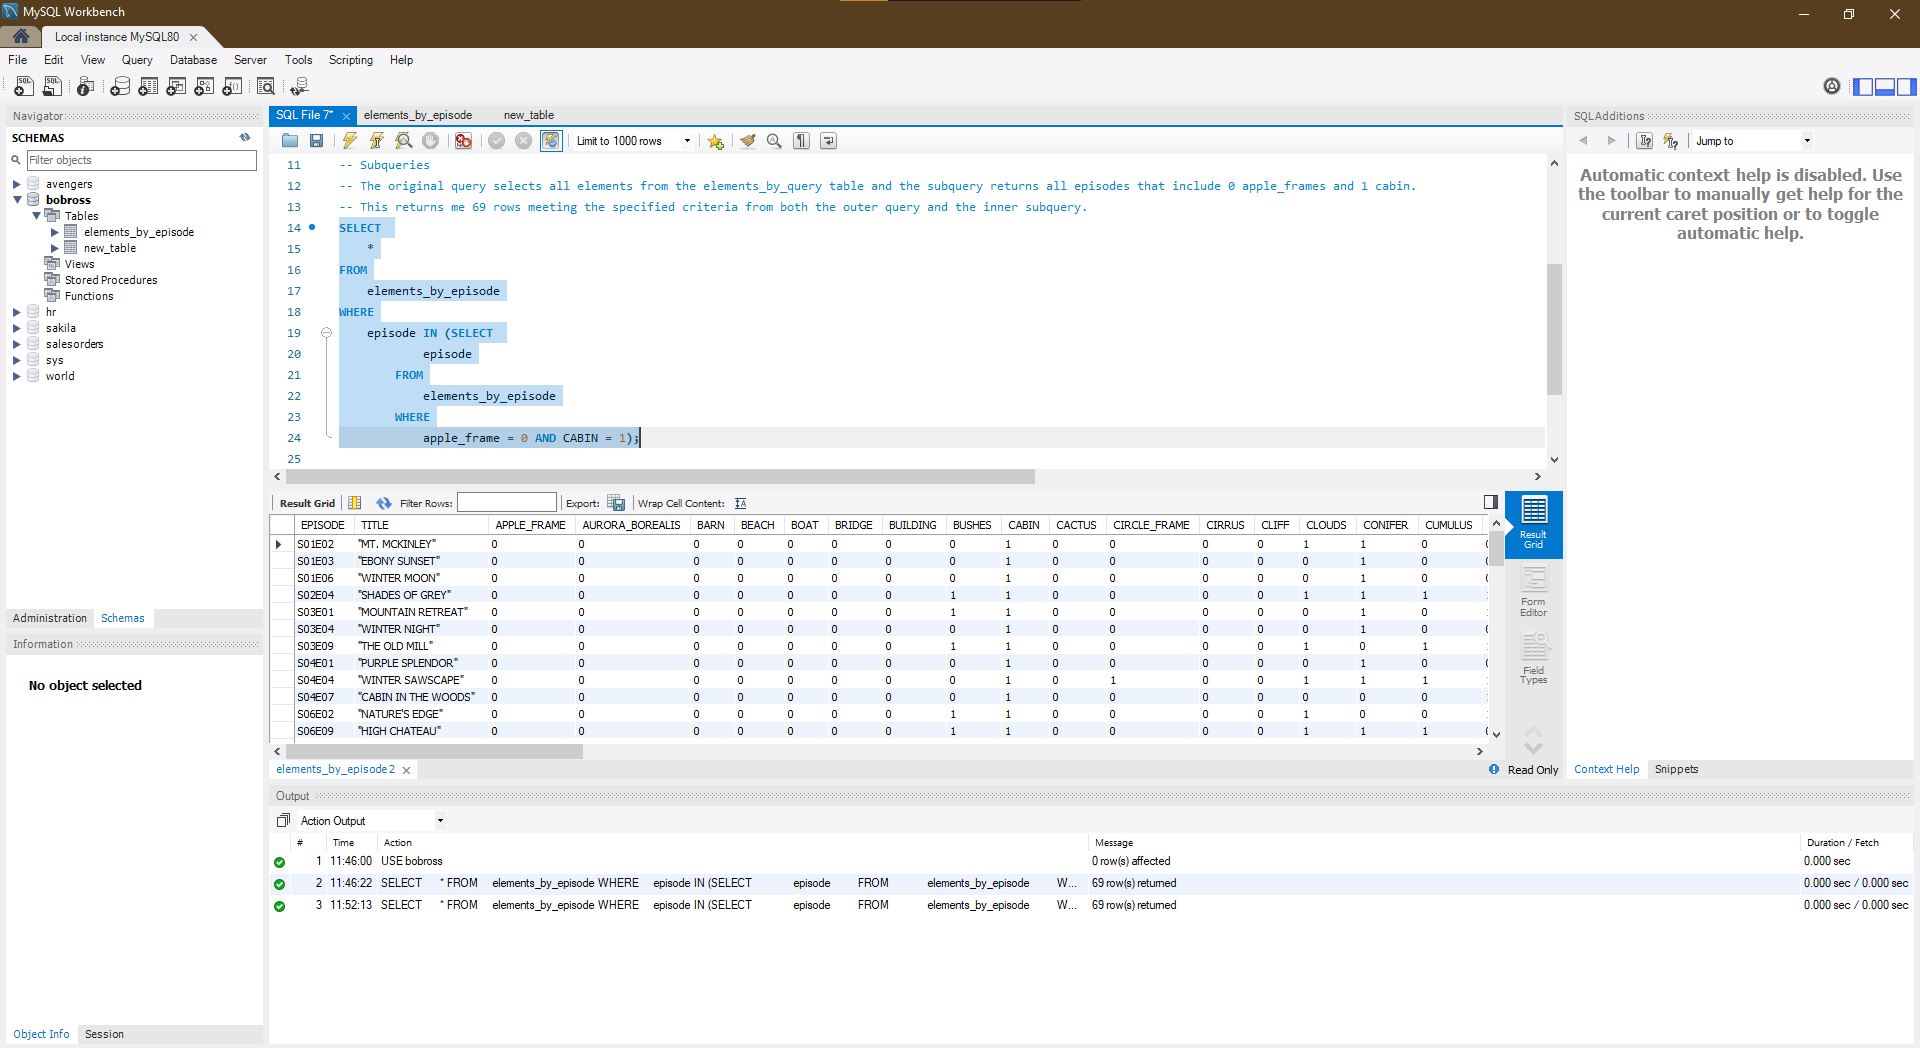 MySQL Workbench
Local instance MySQL80
File Edit View Query Database Server Tools Scripting Help
Navigator
SCHEMAS
Filter objects
avengers
bobross
Tables
elements_by_episode
new_table
Views
Stored Procedures
Functions
hr
sakila
salesorders
sys
world
Administration Schemas
Information
No object selected
Object Info Session
SQL File 7* elements_by_episode new_table
Limit to 1000 rows
11 -- Subqueries
12 -- The original query selects all elements from the elements_by_query table and the subquery returns all episodes that include 0 apple_frames and 1 cabin.
13 -- This returns me 69 rows meeting the specified criteria from both the outer query and the inner subquery.
14 SELECT
15 *
16 FROM
17 elements_by_episode
18 WHERE
19 episode IN (SELECT
20 episode
21 FROM
22 elements_by_episode
23 WHERE
24 apple_frame = 0 AND CABIN = 1);
25
Result Grid Filter Rows: Export: Wrap Cell Content:
EPISODE TITLE APPLE_FRAME AURORA_BOREALIS BARN BEACH BOAT BRIDGE BUILDING BUSHES CABIN CACTUS CIRCLE_FRAME CIRRUS CLIFF CLOUDS CONIFER CUMULUS
S01E02 "MT. MCKINLEY" 0 0 0 0 0 0 0 0 1 0 0 0 0 1 1 0
S01E03 "EBONY SUNSET" 0 0 0 0 0 0 0 0 1 0 0 0 0 0 1 0
S01E06 "WINTER MOON" 0 0 0 0 0 0 0 0 1 0 0 0 0 0 1 0
S02E04 "SHADES OF GREY" 0 0 0 0 0 0 0 1 1 0 0 0 0 1 1 1
S03E01 "MOUNTAIN RETREAT" 0 0 0 0 0 0 0 1 1 0 0 0 0 0 1 0
S03E04 "WINTER NIGHT" 0 0 0 0 0 0 0 0 1 0 0 0 0 0 1 0
S03E09 "THE OLD MILL" 0 0 0 0 0 0 0 1 1 0 0 0 0 1 0 1
S04E01 "PURPLE SPLENDOR" 0 0 0 0 0 0 0 0 1 0 0 0 0 0 1 0
S04E04 "WINTER SAWSCAPE" 0 0 0 0 0 0 0 0 1 0 1 0 0 1 1 1
S04E07 "CABIN IN THE WOODS" 0 0 0 0 0 0 0 0 1 0 0 0 0 0 0 0
S06E02 "NATURE'S EDGE" 0 0 0 0 0 0 0 1 1 0 0 0 0 1 0 0
S06E09 "HIGH CHATEAU" 0 0 0 0 0 0 0 1 1 0 0 0 0 1 1 1
Result
Grid
Form
Editor
Field
Types
elements_by_episode 2 Read Only
SQLAdditions
Jump to
Automatic context help is disabled. Use
the toolbar to manually get help for the
current caret position or to toggle
automatic help.
Context Help Snippets
Output
Action Output
# Time Action Message Duration / Fetch
1 11:46:00 USE bobross 0 row(s) affected 0.000 sec
2 11:46:22 SELECT * FROM elements_by_episode WHERE episode IN (SELECT episode FROM elements_by_episode W... 69 row(s) returned 0.000 sec / 0.000 sec
3 11:52:13 SELECT * FROM elements_by_episode WHERE episode IN (SELECT episode FROM elements_by_episode W... 69 row(s) returned 0.000 sec / 0.000 sec